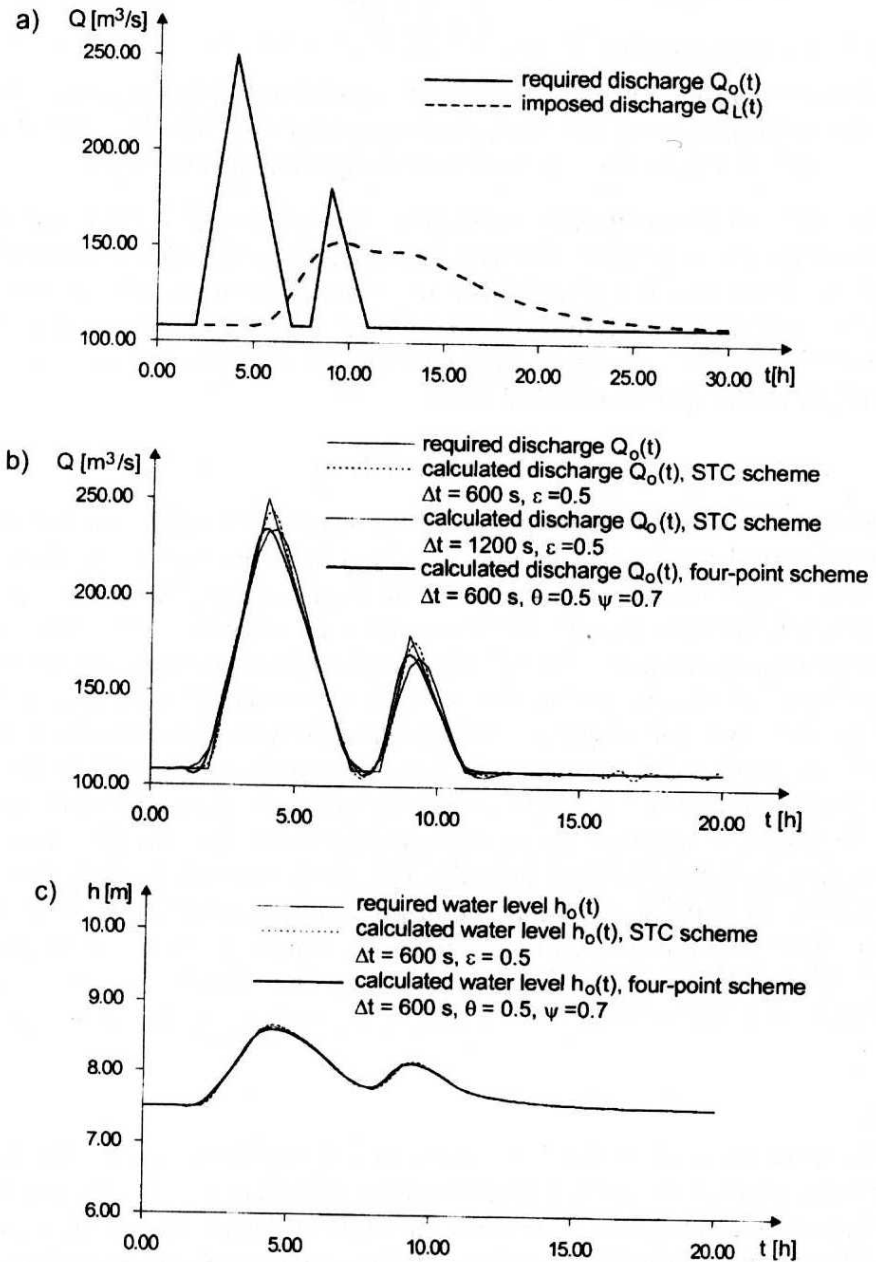 a)
Q [m³/s]
250.00
200.00
150.00
100.00
required discharge Qₒ(t)
imposed discharge Q_L(t)
0.00 5.00 10.00 15.00 20.00 25.00 30.00 t[h]
b)
Q [m³/s]
250.00
200.00
150.00
100.00
required discharge Qₒ(t)
calculated discharge Qₒ(t), STC scheme
Δt = 600 s, ε =0.5
calculated discharge Qₒ(t), STC scheme
Δt = 1200 s, ε =0.5
calculated discharge Qₒ(t), four-point scheme
Δt = 600 s, θ =0.5 ψ =0.7
0.00 5.00 10.00 15.00 20.00 t [h]
c)
h [m]
10.00
9.00
8.00
7.00
6.00
required water level hₒ(t)
calculated water level hₒ(t), STC scheme
Δt = 600 s, ε = 0.5
calculated water level hₒ(t), four-point scheme
Δt = 600 s, θ = 0.5, ψ =0.7
0.00 5.00 10.00 15.00 20.00 t [h]